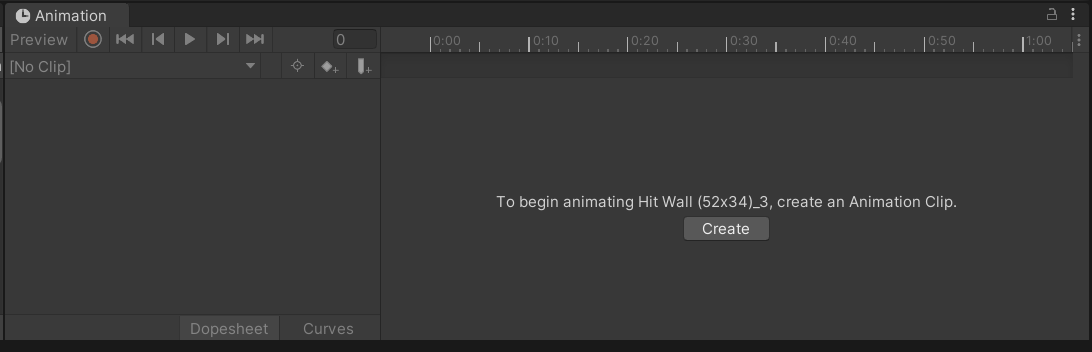 Animation
Preview 0 0:00 0:10 0:20 0:30 0:40 0:50 1:00
[No Clip]
To begin animating Hit Wall (52x34)_3, create an Animation Clip.
Create
Dopesheet Curves